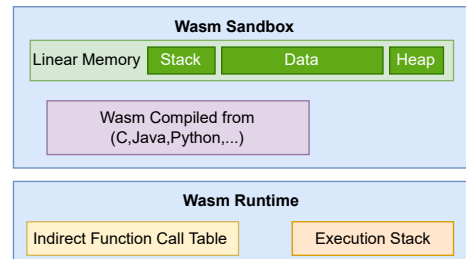 Wasm Sandbox
Linear Memory Stack Data Heap
Wasm Compiled from
(C,Java,Python,...)
Wasm Runtime
Indirect Function Call Table Execution Stack